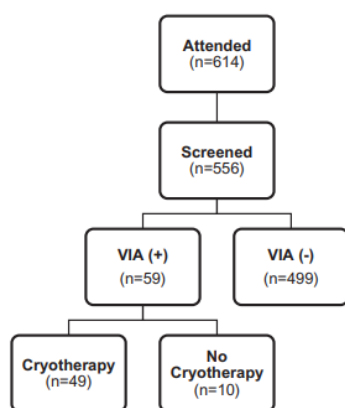 Attended
(n=614)
Screened
(n=556)
VIA (+)
(n=59)
VIA (-)
(n=499)
Cryotherapy
(n=49)
No
Cryotherapy
(n=10)